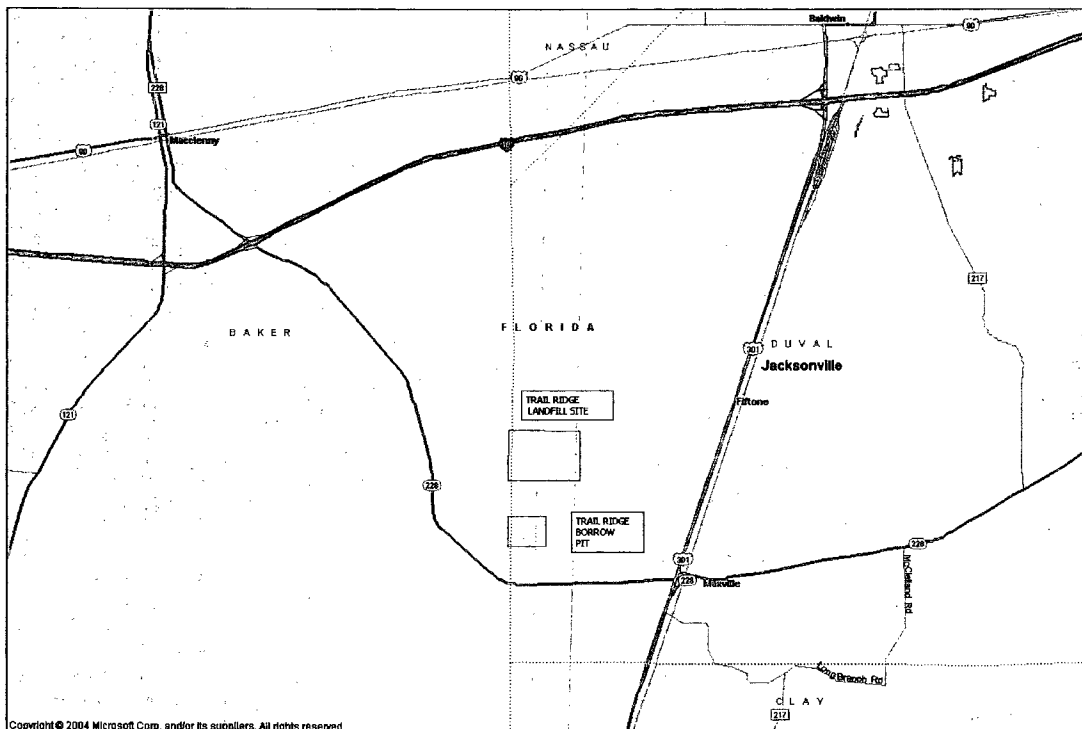 Baldwin
90
NASSAU
90
228
121
Macclenny
90
217
BAKER
FLORIDA
301
DUVAL
Jacksonville
Fiftone
TRAIL RIDGE
LANDFILL SITE
121
228
TRAIL RIDGE
BORROW
PIT
228
301
228
Maxville
McClelland Rd
Long Branch Rd
CLAY
217
Copyright © 2004 Microsoft Corp. and/or its suppliers. All rights reserved.